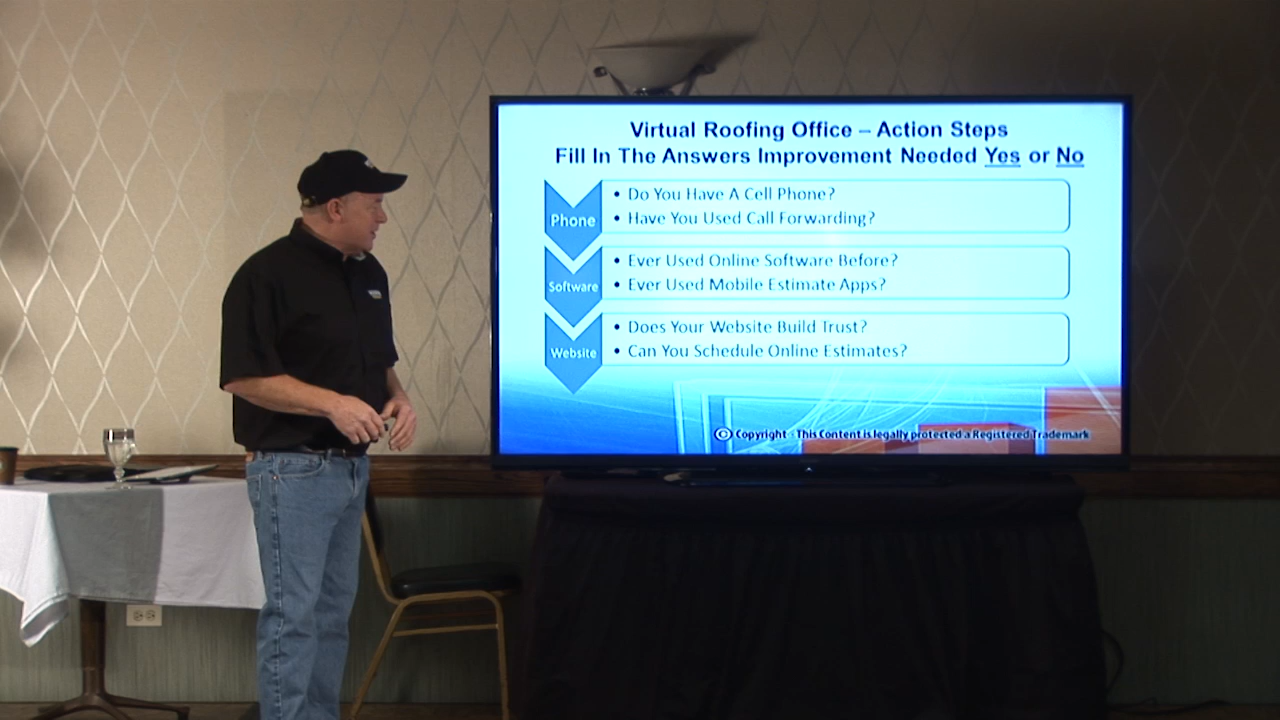 Virtual Roofing Office – Action Steps
Fill In The Answers Improvement Needed Yes or No
Phone
• Do You Have A Cell Phone?
• Have You Used Call Forwarding?
Software
• Ever Used Online Software Before?
• Ever Used Mobile Estimate Apps?
Website
• Does Your Website Build Trust?
• Can You Schedule Online Estimates?
© Copyright - This Content is legally protected a Registered Trademark